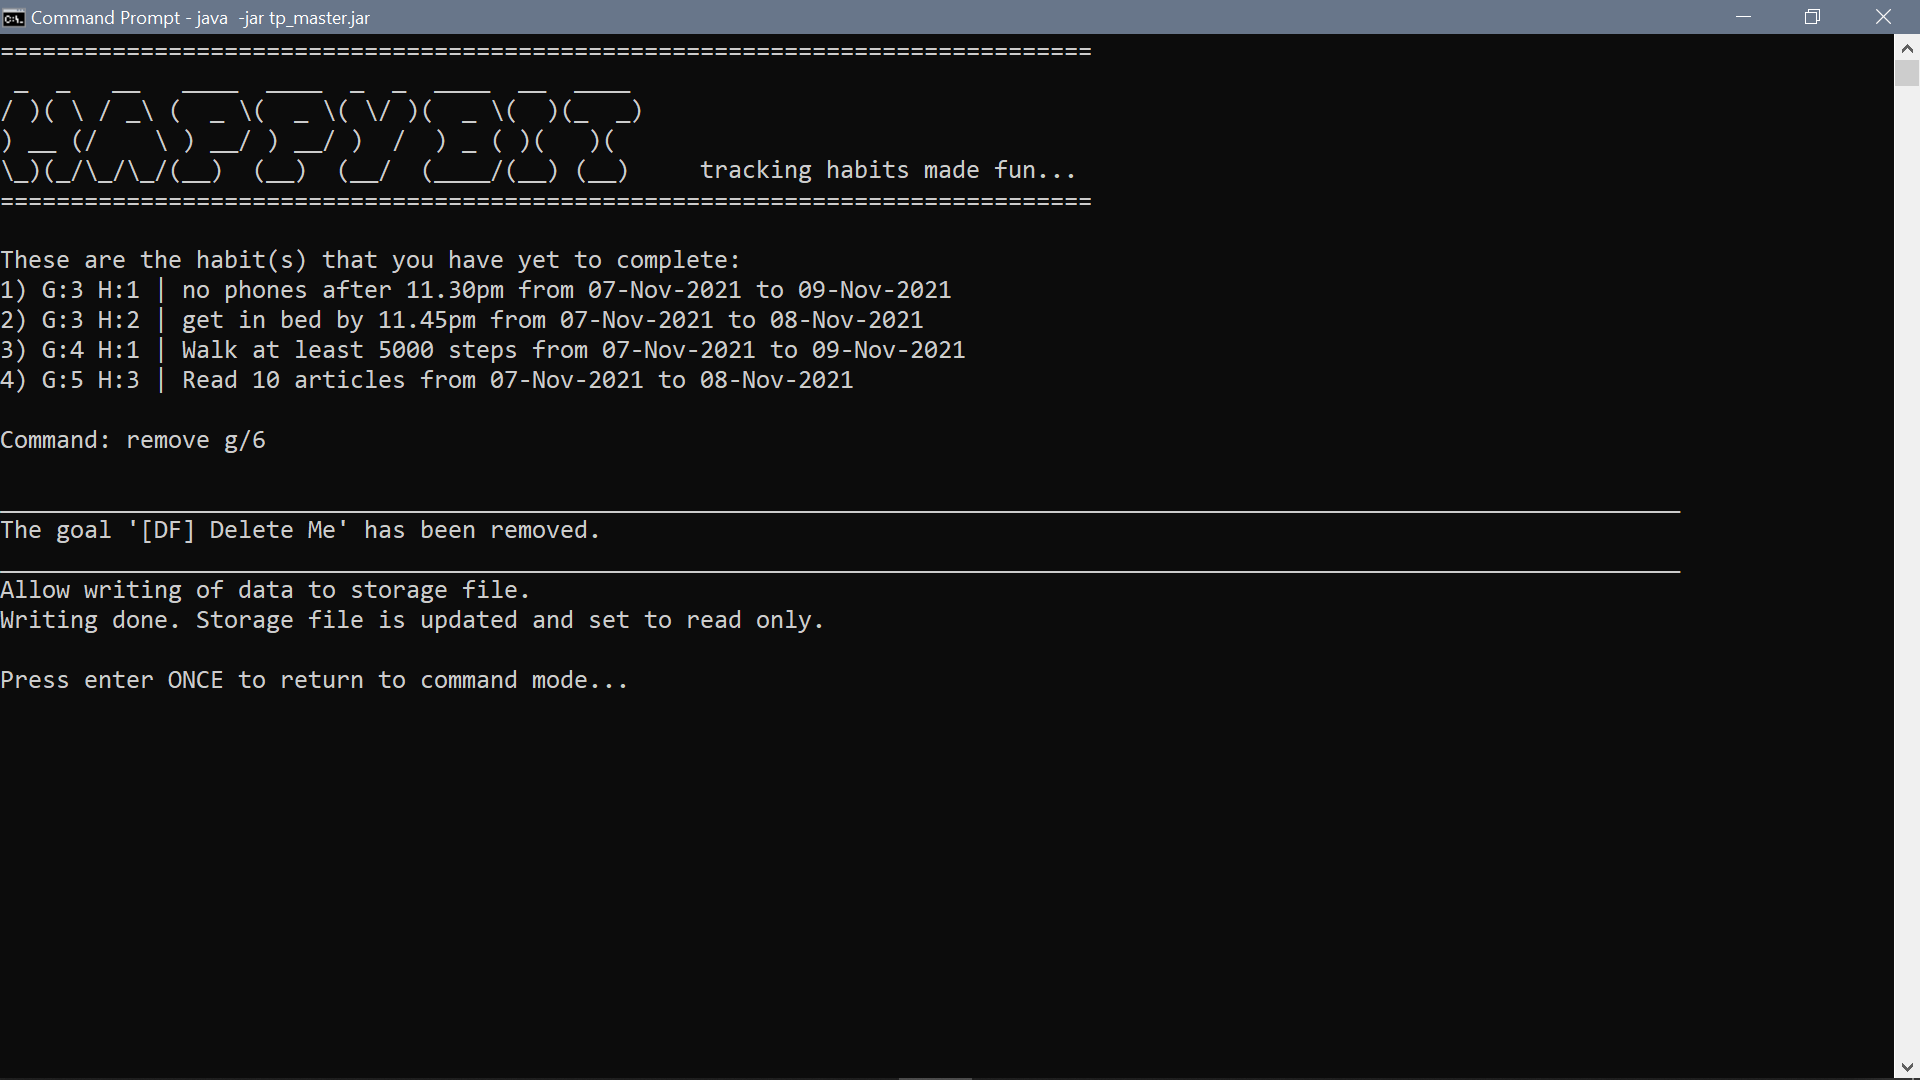 Command Prompt - java  -jar tp_master.jar
==============================================================================
 _  _   __   ____  ____  _  _  ____  __  ____
/ )( \ / _\ (  _ \(  _ \( \/ )(  _ \(  )(_  _)
) __ (/    \ ) __/ ) __/ )  /  ) _ ( )(   )(
\_)(_/\_/\_/(__)  (__)  (__/  (____/(__) (__)     tracking habits made fun...
==============================================================================
These are the habit(s) that you have yet to complete:
1) G:3 H:1 | no phones after 11.30pm from 07-Nov-2021 to 09-Nov-2021
2) G:3 H:2 | get in bed by 11.45pm from 07-Nov-2021 to 08-Nov-2021
3) G:4 H:1 | Walk at least 5000 steps from 07-Nov-2021 to 09-Nov-2021
4) G:5 H:3 | Read 10 articles from 07-Nov-2021 to 08-Nov-2021
Command: remove g/6
The goal '[DF] Delete Me' has been removed.
Allow writing of data to storage file.
Writing done. Storage file is updated and set to read only.
Press enter ONCE to return to command mode...